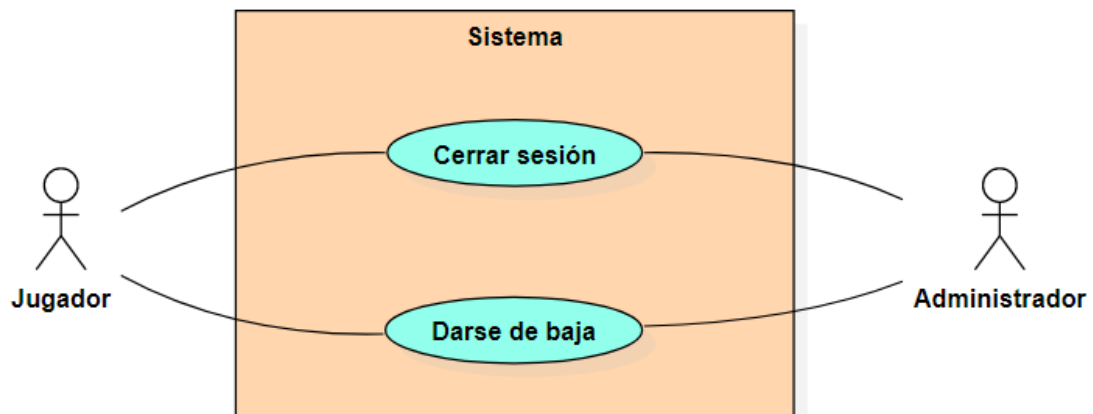 Sistema
Cerrar sesión
Jugador
Administrador
Darse de baja